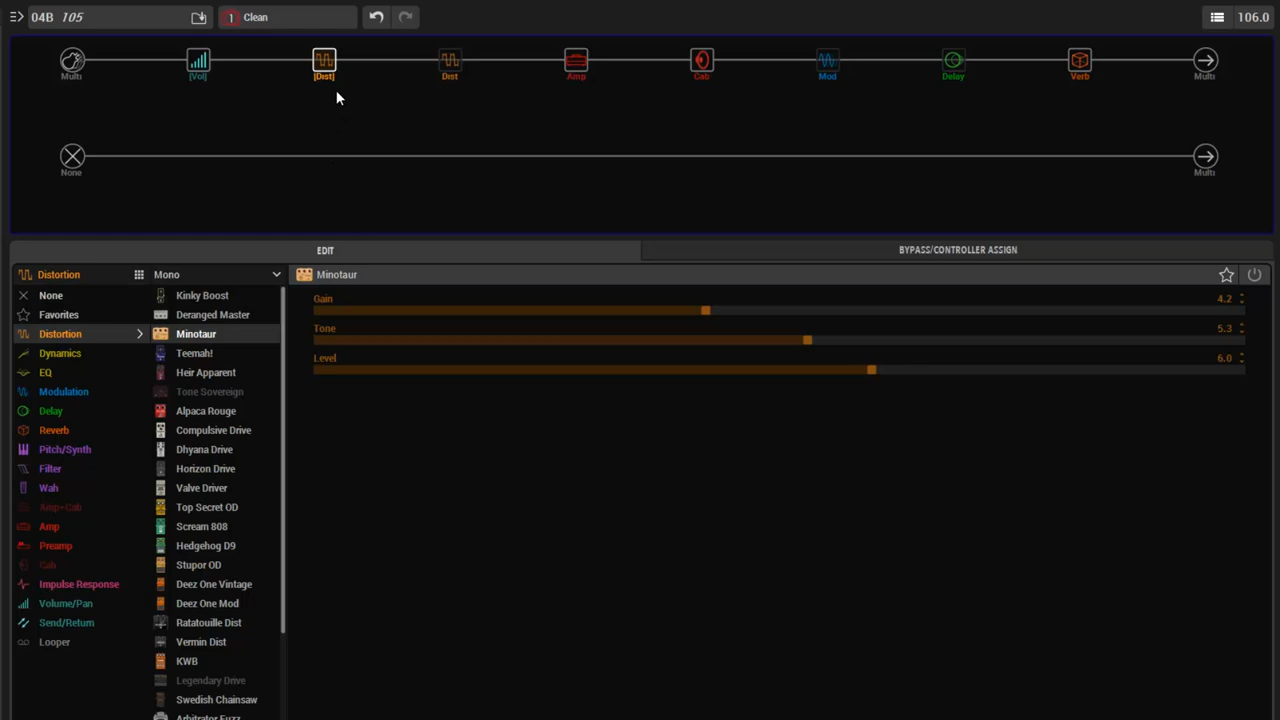 04B 105
1 Clean
106.0
Multi
[Vol]
[Dist]
Dist
Amp
Cab
Mod
Delay
Verb
Multi
None
Multi
EDIT
BYPASS/CONTROLLER ASSIGN
Distortion
Mono
Minotaur
None
Favorites
Distortion
Dynamics
EQ
Modulation
Delay
Reverb
Pitch/Synth
Filter
Wah
Amp+Cab
Amp
Preamp
Cab
Impulse Response
Volume/Pan
Send/Return
Looper
Kinky Boost
Deranged Master
Minotaur
Teemah!
Heir Apparent
Tone Sovereign
Alpaca Rouge
Compulsive Drive
Dhyana Drive
Horizon Drive
Valve Driver
Top Secret OD
Scream 808
Hedgehog D9
Stupor OD
Deez One Vintage
Deez One Mod
Ratatouille Dist
Vermin Dist
KWB
Legendary Drive
Swedish Chainsaw
Arbitrator Fuzz
Gain 4.2
Tone 5.3
Level 6.0